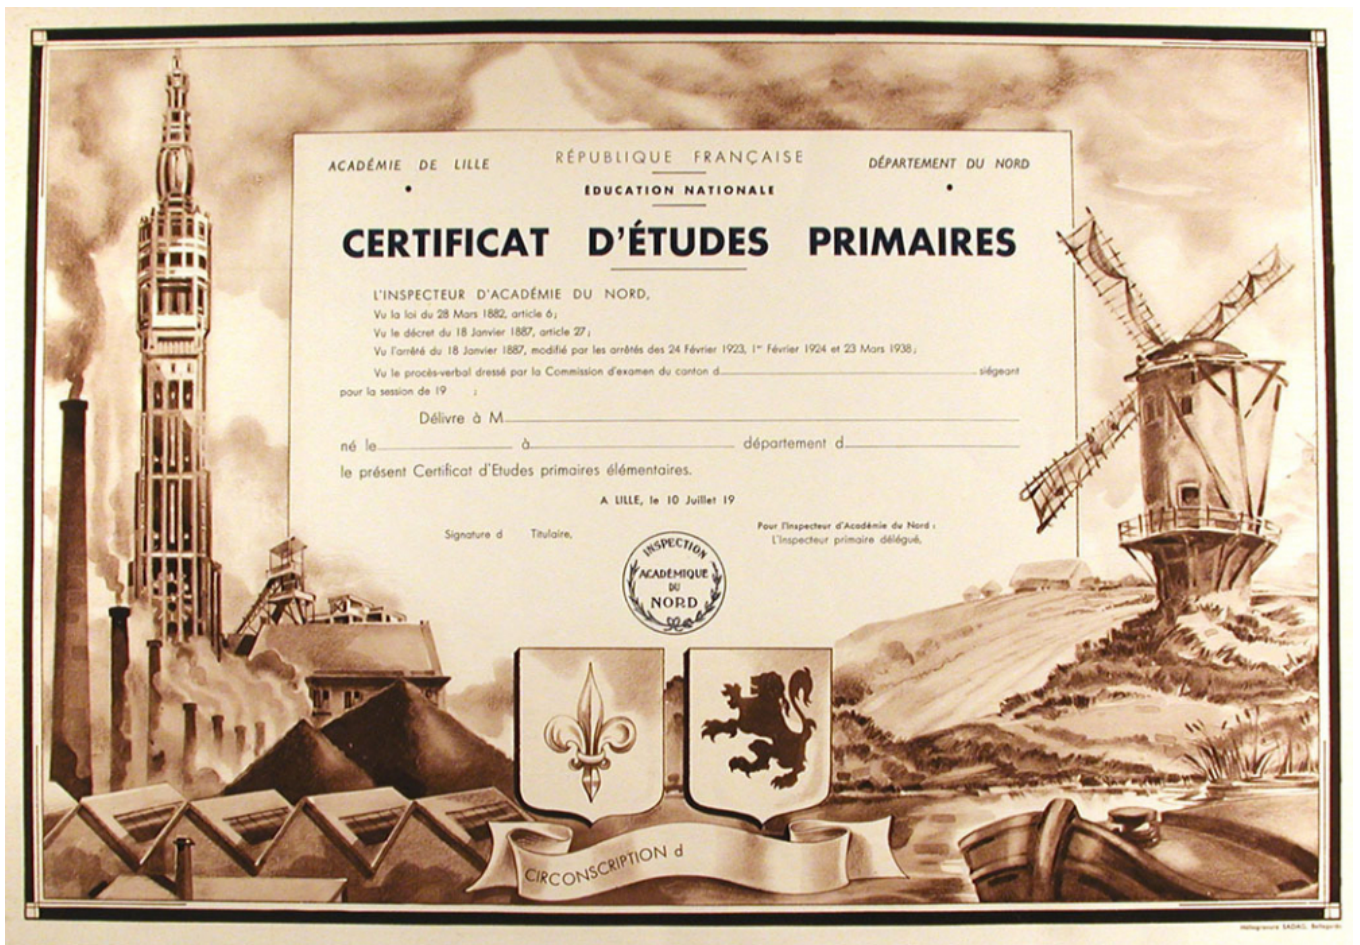 ACADÉMIE DE LILLE
RÉPUBLIQUE FRANÇAISE
DÉPARTEMENT DU NORD
ÉDUCATION NATIONALE
CERTIFICAT D'ÉTUDES PRIMAIRES
L'INSPECTEUR D'ACADÉMIE DU NORD,
Vu la loi du 28 Mars 1882, article 6;
Vu le décret du 18 Janvier 1887, article 27;
Vu l'arrêté du 18 Janvier 1887, modifié par les arrêtés des 24 Février 1923, 1er Février 1924 et 23 Mars 1938;
Vu le procès-verbal dressé par la Commission d'examen du canton d siégeant
pour la session de 19 ;
Délivre à M
né le à département d
le présent Certificat d'Etudes primaires élémentaires.
A LILLE, le 10 Juillet 19
Signature d Titulaire,
Pour l'Inspecteur d'Académie du Nord :
L'Inspecteur primaire délégué,
INSPECTION
ACADÉMIQUE
DU
NORD
CIRCONSCRIPTION d
Héliogravure SADAG, Bellegarde